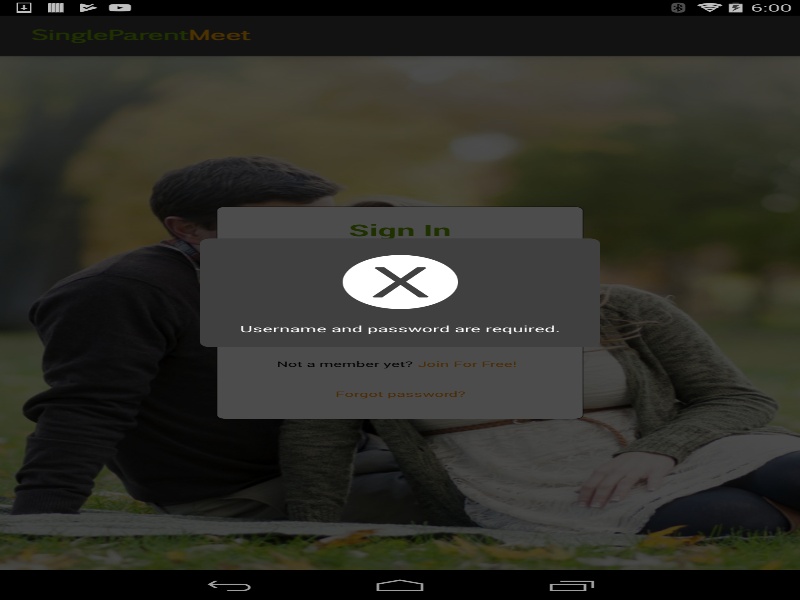 6:00
SingleParentMeet
Sign In
Username and password are required.
Not a member yet? Join For Free!
Forgot password?